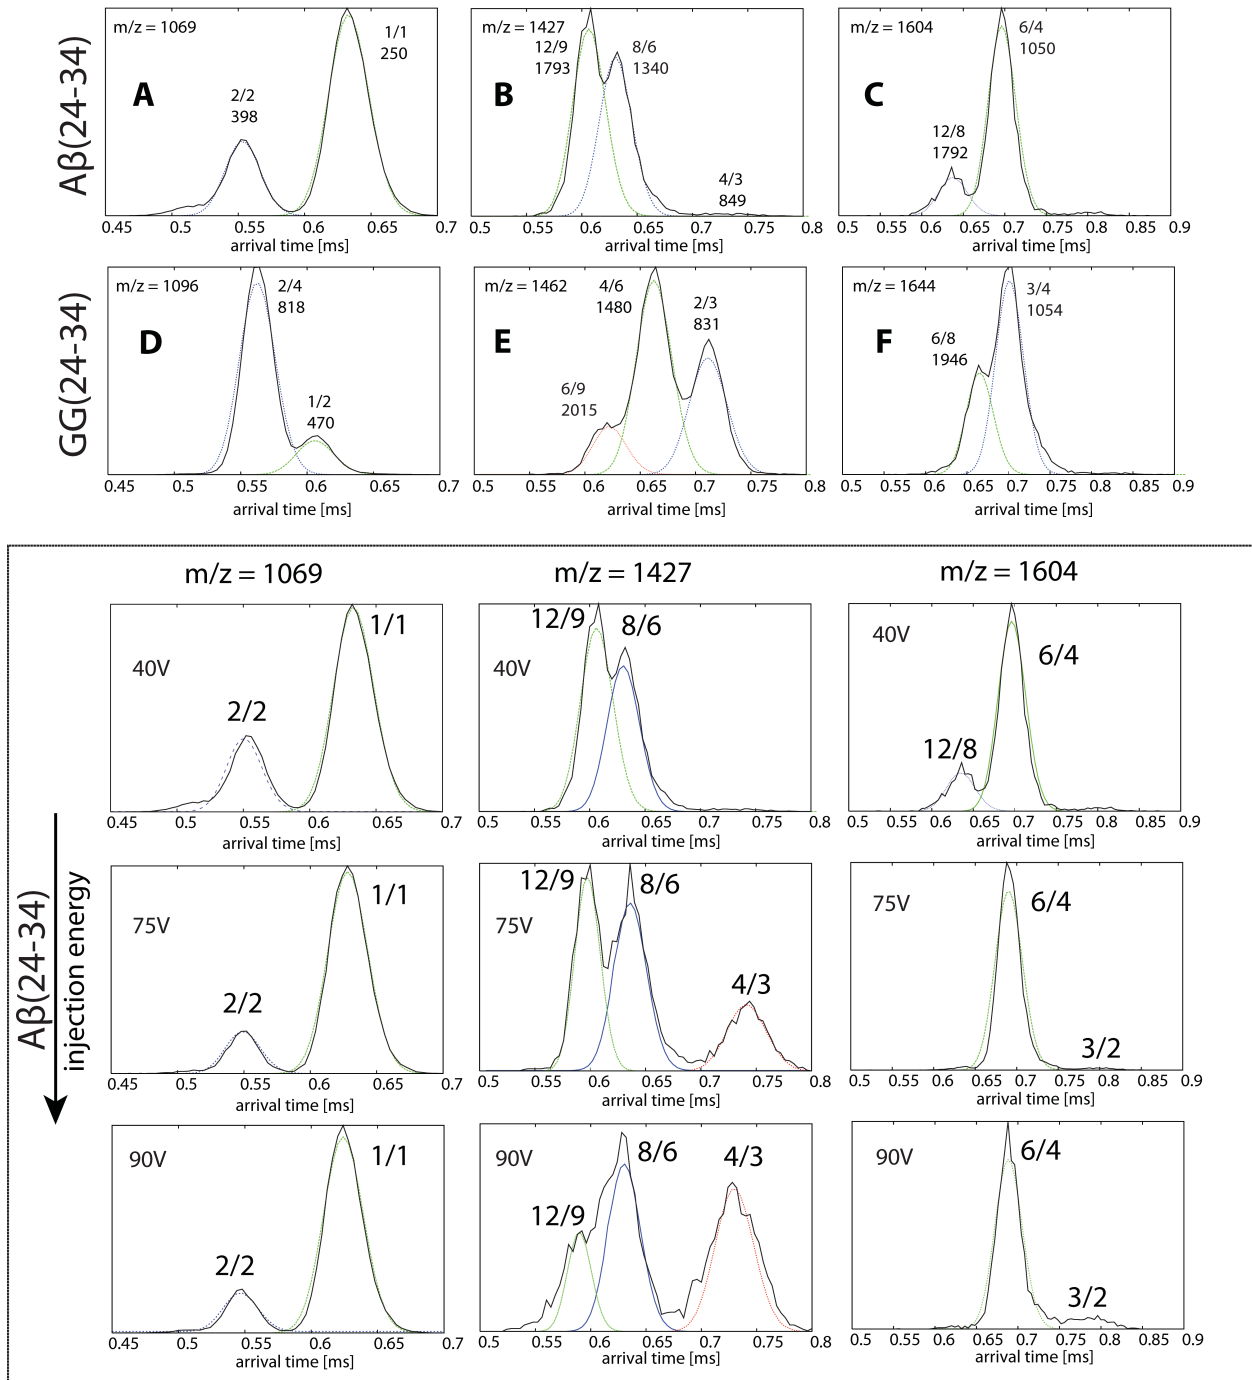 Aβ(24-34)
m/z = 1069
1/1
250
2/2
398
A
0.45 0.5 0.55 0.6 0.65 0.7
arrival time [ms]
m/z = 1427
12/9
1793
8/6
1340
B
4/3
849
0.5 0.55 0.6 0.65 0.7 0.75 0.8
arrival time [ms]
m/z = 1604
6/4
1050
C
12/8
1792
0.5 0.55 0.6 0.65 0.7 0.75 0.8 0.85 0.9
arrival time [ms]
GG(24-34)
m/z = 1096
2/4
818
D
1/2
470
0.45 0.5 0.55 0.6 0.65 0.7
arrival time [ms]
m/z = 1462
4/6
1480
2/3
831
E
6/9
2015
0.5 0.55 0.6 0.65 0.7 0.75 0.8
arrival time [ms]
m/z = 1644
3/4
1054
F
6/8
1946
0.5 0.55 0.6 0.65 0.7 0.75 0.8 0.85 0.9
arrival time [ms]
m/z = 1069
m/z = 1427
m/z = 1604
Aβ(24-34)
injection energy
40V
1/1
2/2
0.45 0.5 0.55 0.6 0.65 0.7
arrival time [ms]
12/9
8/6
40V
0.5 0.55 0.6 0.65 0.7 0.75 0.8
arrival time [ms]
40V
6/4
12/8
0.5 0.55 0.6 0.65 0.7 0.75 0.8 0.85 0.9
arrival time [ms]
75V
1/1
2/2
0.45 0.5 0.55 0.6 0.65 0.7
arrival time [ms]
12/9
8/6
75V
4/3
0.5 0.55 0.6 0.65 0.7 0.75 0.8
arrival time [ms]
75V
6/4
3/2
0.5 0.55 0.6 0.65 0.7 0.75 0.8 0.85 0.9
arrival time [ms]
90V
1/1
2/2
0.45 0.5 0.55 0.6 0.65 0.7
arrival time [ms]
90V
8/6
4/3
12/9
0.5 0.55 0.6 0.65 0.7 0.75 0.8
arrival time [ms]
90V
6/4
3/2
0.5 0.55 0.6 0.65 0.7 0.75 0.8 0.85 0.9
arrival time [ms]